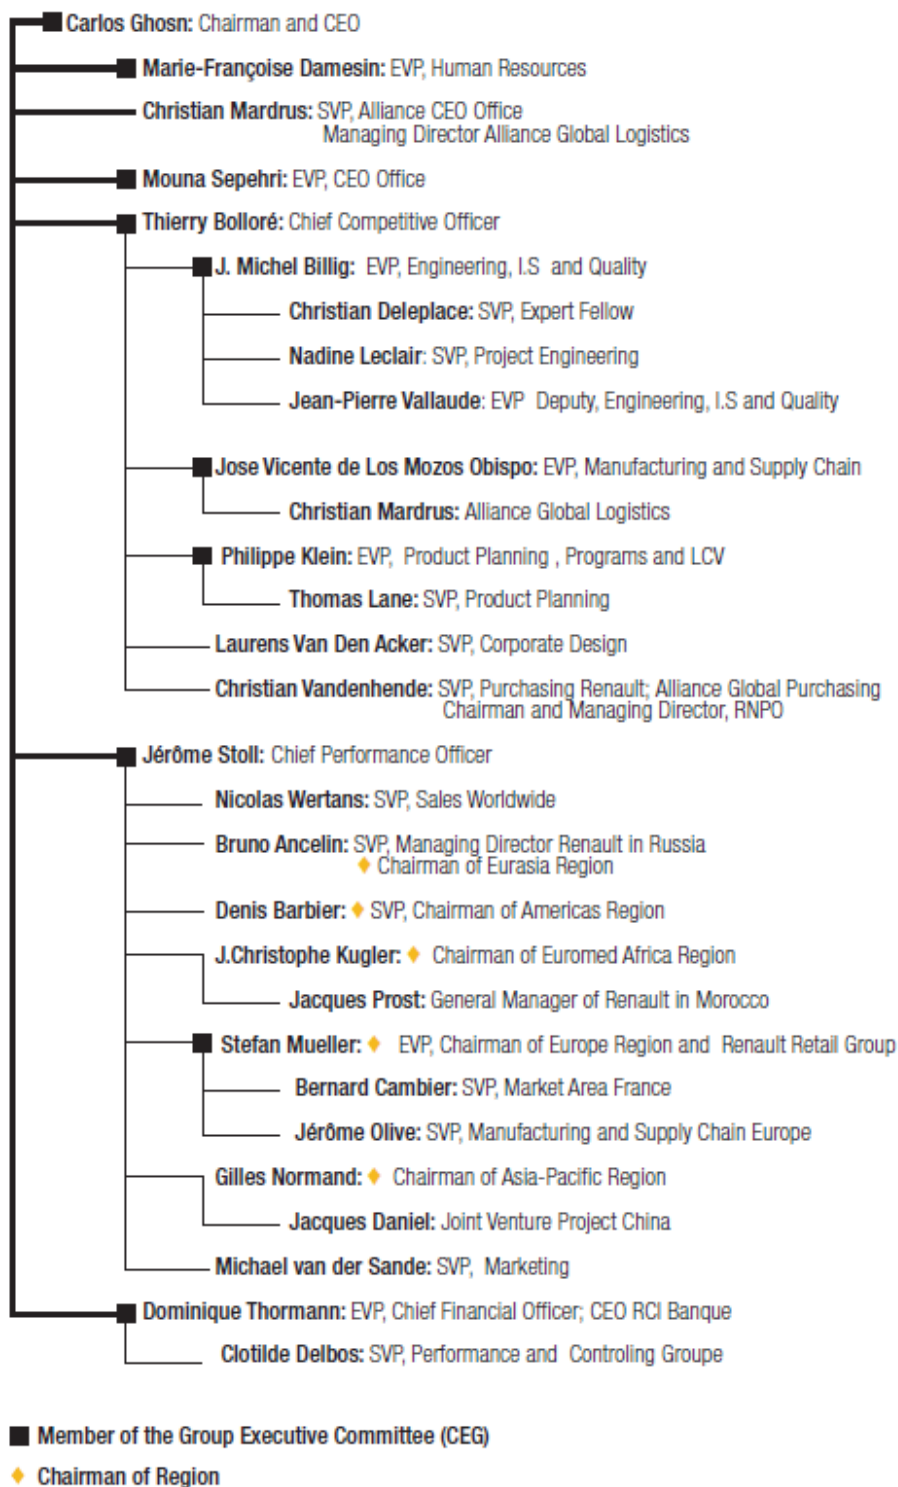 Carlos Ghosn: Chairman and CEO
Marie-Françoise Damesin: EVP, Human Resources
Christian Mardrus: SVP, Alliance CEO Office
Managing Director Alliance Global Logistics
Mouna Sepehri: EVP, CEO Office
Thierry Bolloré: Chief Competitive Officer
J. Michel Billig: EVP, Engineering, I.S and Quality
Christian Deleplace: SVP, Expert Fellow
Nadine Leclair: SVP, Project Engineering
Jean-Pierre Vallaude: EVP Deputy, Engineering, I.S and Quality
Jose Vicente de Los Mozos Obispo: EVP, Manufacturing and Supply Chain
Christian Mardrus: Alliance Global Logistics
Philippe Klein: EVP, Product Planning , Programs and LCV
Thomas Lane: SVP, Product Planning
Laurens Van Den Acker: SVP, Corporate Design
Christian Vandenhende: SVP, Purchasing Renault; Alliance Global Purchasing
Chairman and Managing Director, RNPO
Jérôme Stoll: Chief Performance Officer
Nicolas Wertans: SVP, Sales Worldwide
Bruno Ancelin: SVP, Managing Director Renault in Russia
♦ Chairman of Eurasia Region
Denis Barbier: ♦ SVP, Chairman of Americas Region
J.Christophe Kugler: ♦ Chairman of Euromed Africa Region
Jacques Prost: General Manager of Renault in Morocco
Stefan Mueller: ♦ EVP, Chairman of Europe Region and Renault Retail Group
Bernard Cambier: SVP, Market Area France
Jérôme Olive: SVP, Manufacturing and Supply Chain Europe
Gilles Normand: ♦ Chairman of Asia-Pacific Region
Jacques Daniel: Joint Venture Project China
Michael van der Sande: SVP, Marketing
Dominique Thormann: EVP, Chief Financial Officer; CEO RCI Banque
Clotilde Delbos: SVP, Performance and Controling Groupe
■ Member of the Group Executive Committee (CEG)
♦ Chairman of Region